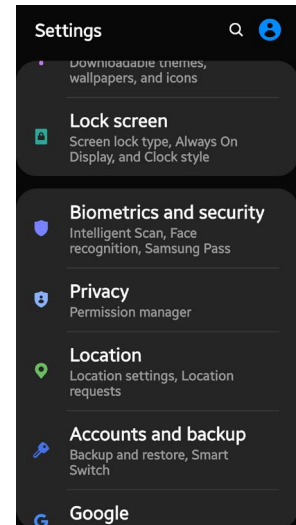 Settings
Downloadable themes,
wallpapers, and icons
Lock screen
Screen lock type, Always On
Display, and Clock style
Biometrics and security
Intelligent Scan, Face
recognition, Samsung Pass
Privacy
Permission manager
Location
Location settings, Location
requests
Accounts and backup
Backup and restore, Smart
Switch
Google